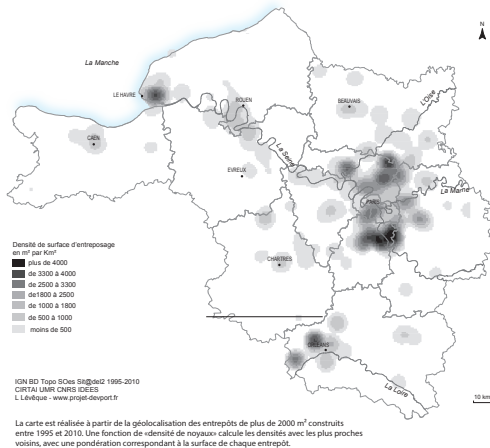 N
La Manche
LE HAVRE
ROUEN
BEAUVAIS
L'Oise
CAEN
La Seine
EVREUX
PARIS
La Marne
Densité de surface d'entreposage
en m² par Km²
plus de 4000
de 3300 à 4000
de 2500 à 3300
de1800 à 2500
de 1000 à 1800
de 500 à 1000
moins de 500
CHARTRES
ORLEANS
La Loire
IGN BD Topo SOes Sit@del2 1995-2010
CIRTAI UMR CNRS IDEES
L Lévêque - www.projet-devport.fr
10 km
La carte est réalisée à partir de la géolocalisation des entrepôts de plus de 2000 m² construits
entre 1995 et 2010. Une fonction de «densité de noyaux» calcule les densités avec les plus proches
voisins, avec une pondération correspondant à la surface de chaque entrepôt.